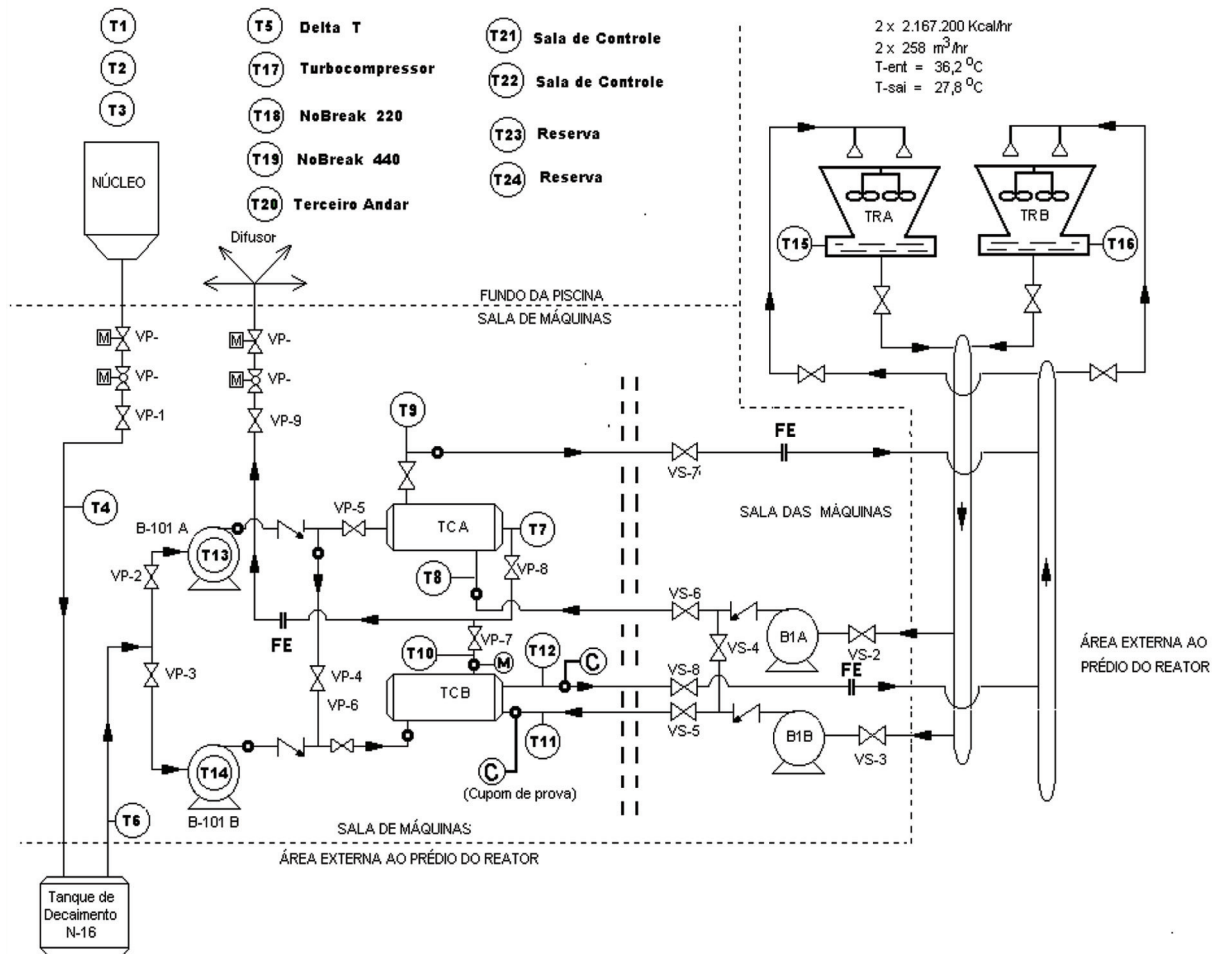 T1
T2
T3
T5 Delta T
T17 Turbocompressor
T18 NoBreak 220
T19 NoBreak 440
T20 Terceiro Andar
T21 Sala de Controle
T22 Sala de Controle
T23 Reserva
T24 Reserva
2 x 2.167.200 Kcal/hr
2 x 258 m³/hr
T-ent = 36,2 ºC
T-sai = 27,8 ºC
NÚCLEO
Difusor
TRA
TRB
T15
T16
FUNDO DA PISCINA
SALA DE MÁQUINAS
M
VP-
M
VP-
VP-1
M
VP-
M
VP-
VP-9
T9
FE
VS-7
T4
B-101 A
T13
VP-5
TCA
T7
SALA DAS MÁQUINAS
VP-2
T8
VP-8
VS-6
FE
VP-7
B1A
VS-4
VS-2
ÁREA EXTERNA AO
PRÉDIO DO REATOR
VP-3
VP-4
VP-6
T10
M
T12
C
TCB
VS-8
FE
T14
B-101 B
T11
VS-5
B1B
VS-3
C
(Cupom de prova)
T6
SALA DE MÁQUINAS
ÁREA EXTERNA AO PRÉDIO DO REATOR
Tanque de
Decaimento
N-16